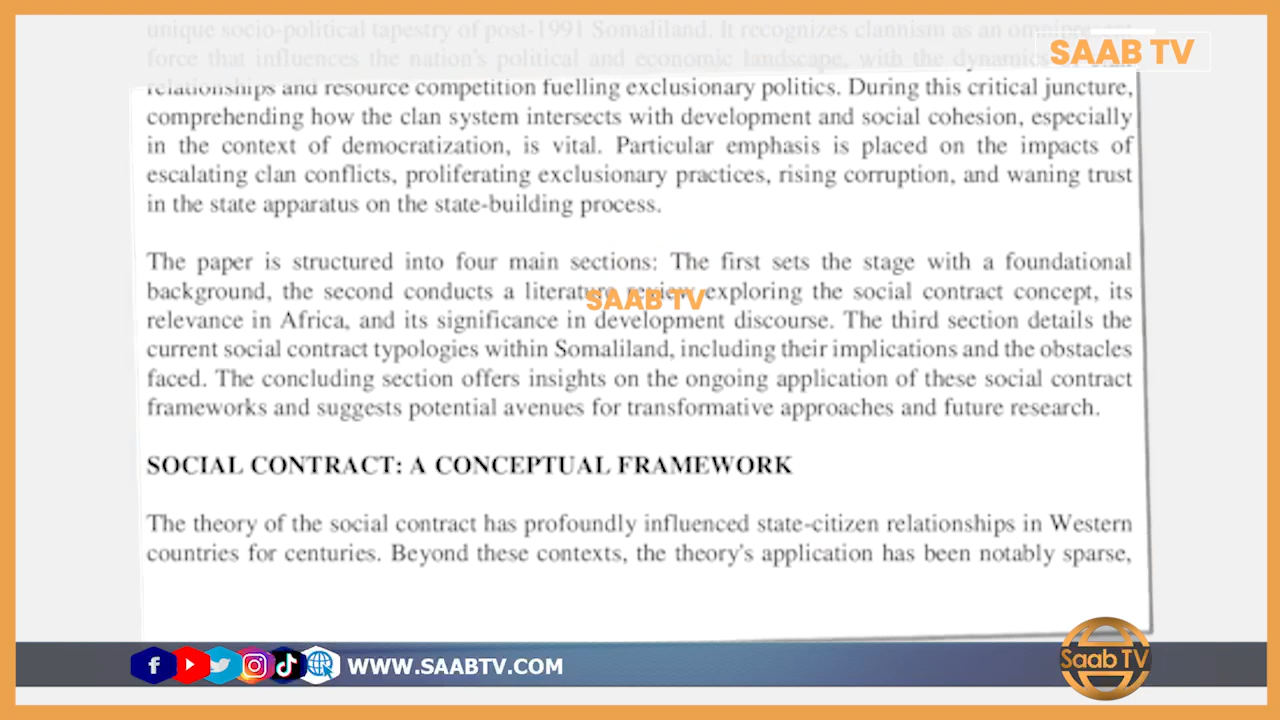 unique socio-political tapestry of post-1991 Somaliland. It recognizes clannism as an
SAAB TV
force that influences the nation's political and economic landscape, with the dynamics
relationships and resource competition fuelling exclusionary politics. During this critical juncture,
comprehending how the clan system intersects with development and social cohesion, especially
in the context of democratization, is vital. Particular emphasis is placed on the impacts of
escalating clan conflicts, proliferating exclusionary practices, rising corruption, and waning trust
in the state apparatus on the state-building process.
The paper is structured into four main sections: The first sets the stage with a foundational
background, the second conducts a literature review exploring the social contract concept, its
SAAB TV
relevance in Africa, and its significance in development discourse. The third section details the
current social contract typologies within Somaliland, including their implications and the obstacles
faced. The concluding section offers insights on the ongoing application of these social contract
frameworks and suggests potential avenues for transformative approaches and future research.
SOCIAL CONTRACT: A CONCEPTUAL FRAMEWORK
The theory of the social contract has profoundly influenced state-citizen relationships in Western
countries for centuries. Beyond these contexts, the theory's application has been notably sparse,
WWW.SAABTV.COM
Saab TV